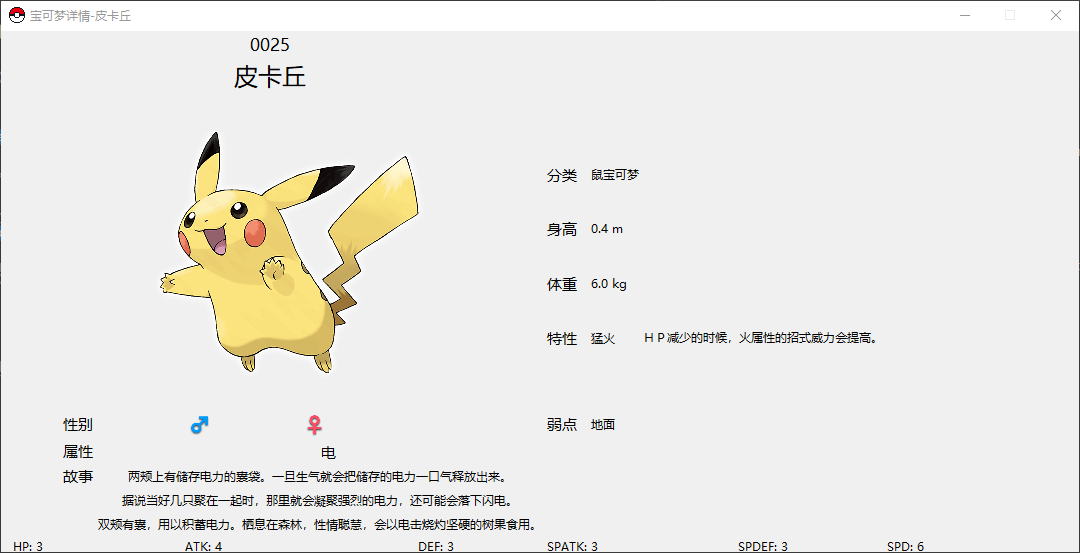 宝可梦详情-皮卡丘
0025
皮卡丘
分类 鼠宝可梦
身高 0.4 m
体重 6.0 kg
特性 猛火 ＨＰ减少的时候，火属性的招式威力会提高。
性别 ♂ ♀
弱点 地面
属性 电
故事 两颊上有储存电力的囊袋。一旦生气就会把储存的电力一口气释放出来。
据说当好几只聚在一起时，那里就会凝聚强烈的电力，还可能会落下闪电。
双颊有囊，用以积蓄电力。栖息在森林，性情聪慧，会以电击烧灼坚硬的树果食用。
HP: 3 ATK: 4 DEF: 3 SPATK: 3 SPDEF: 3 SPD: 6